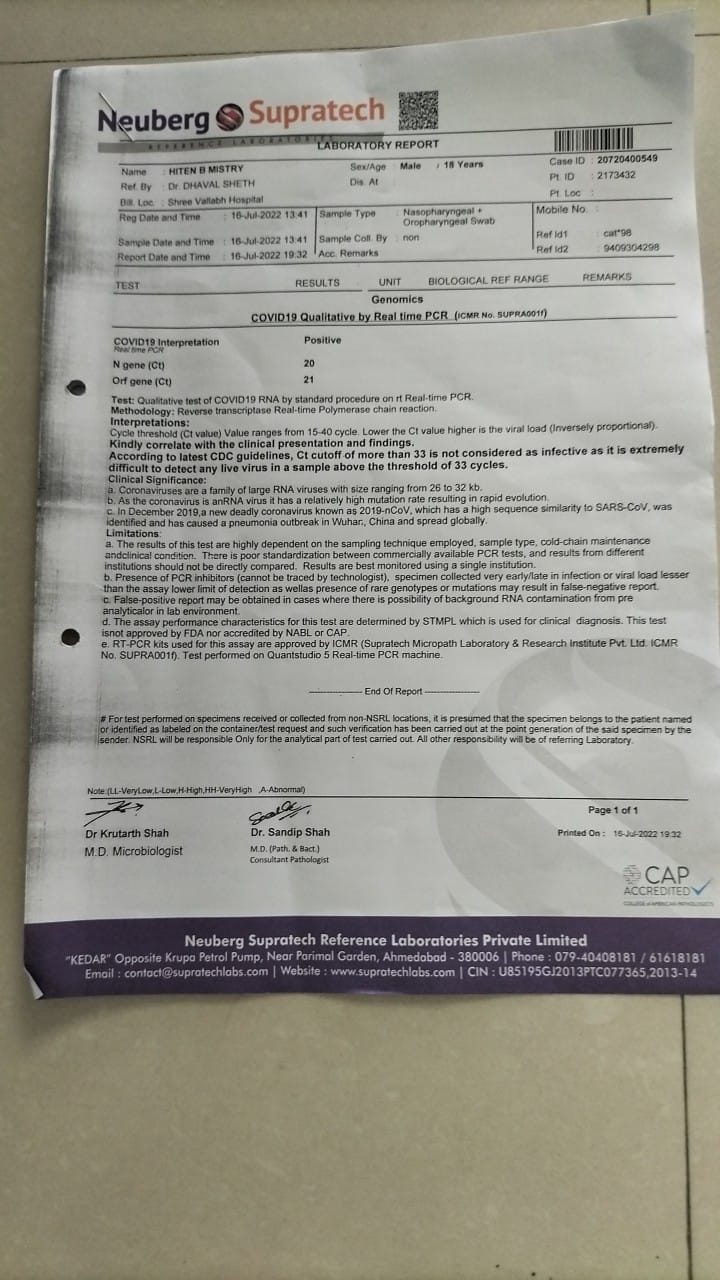 Neuberg Supratech
REFERENCE LABORATORIES
LABORATORY REPORT
Name : HITEN B MISTRY Sex/Age : Male / 18 Years Case ID : 20720400549
Ref. By : Dr. DHAVAL SHETH Dis. At Pt. ID : 2173432
Bill. Loc. : Shree Vallabh Hospital Pt. Loc :
Reg Date and Time : 16-Jul-2022 13:41 Sample Type : Nasopharyngeal + Oropharyngeal Swab Mobile No. :
Sample Date and Time : 16-Jul-2022 13:41 Sample Coll. By : non Ref Id1 : cat*98
Report Date and Time : 16-Jul-2022 19:32 Acc. Remarks Ref Id2 : 9409304298
TEST RESULTS UNIT BIOLOGICAL REF RANGE REMARKS
Genomics
COVID19 Qualitative by Real time PCR (ICMR No. SUPRA001f)
COVID19 Interpretation Positive
Real time PCR
N gene (Ct) 20
Orf gene (Ct) 21
Test: Qualitative test of COVID19 RNA by standard procedure on rt Real-time PCR.
Methodology: Reverse transcriptase Real-time Polymerase chain reaction.
Interpretations:
Cycle threshold (Ct value) Value ranges from 15-40 cycle. Lower the Ct value higher is the viral load (Inversely proportional).
Kindly correlate with the clinical presentation and findings.
According to latest CDC guidelines, Ct cutoff of more than 33 is not considered as infective as it is extremely
difficult to detect any live virus in a sample above the threshold of 33 cycles.
Clinical Significance:
a. Coronaviruses are a family of large RNA viruses with size ranging from 26 to 32 kb.
b. As the coronavirus is anRNA virus it has a relatively high mutation rate resulting in rapid evolution.
c. In December 2019,a new deadly coronavirus known as 2019-nCoV, which has a high sequence similarity to SARS-CoV, was
identified and has caused a pneumonia outbreak in Wuhan, China and spread globally.
Limitations:
a. The results of this test are highly dependent on the sampling technique employed, sample type, cold-chain maintenance
andclinical condition. There is poor standardization between commercially available PCR tests, and results from different
institutions should not be directly compared. Results are best monitored using a single institution.
b. Presence of PCR inhibitors (cannot be traced by technologist), specimen collected very early/late in infection or viral load lesser
than the assay lower limit of detection as wellas presence of rare genotypes or mutations may result in false-negative report.
c. False-positive report may be obtained in cases where there is possibility of background RNA contamination from pre
analyticalor in lab environment.
d. The assay performance characteristics for this test are determined by STMPL which is used for clinical diagnosis. This test
isnot approved by FDA nor accredited by NABL or CAP.
e. RT-PCR kits used for this assay are approved by ICMR (Supratech Micropath Laboratory & Research Institute Pvt. Ltd. ICMR
No. SUPRA001f). Test performed on Quantstudio 5 Real-time PCR machine.
------------------ End Of Report ------------------
# For test performed on specimens received or collected from non-NSRL locations, it is presumed that the specimen belongs to the patient named
or identified as labeled on the container/test request and such verification has been carried out at the point generation of the said specimen by the
sender. NSRL will be responsible Only for the analytical part of test carried out. All other responsibility will be of referring Laboratory.
Note:(LL-VeryLow,L-Low,H-High,HH-VeryHigh ,A-Abnormal)
Dr Krutarth Shah Dr. Sandip Shah Page 1 of 1
M.D. Microbiologist M.D. (Path. & Bact.) Printed On : 16-Jul-2022 19:32
Consultant Pathologist
CAP
ACCREDITED
COLLEGE of AMERICAN PATHOLOGISTS
Neuberg Supratech Reference Laboratories Private Limited
"KEDAR" Opposite Krupa Petrol Pump, Near Parimal Garden, Ahmedabad - 380006 | Phone : 079-40408181 / 61618181
Email : contact@supratechlabs.com | Website : www.supratechlabs.com | CIN : U85195GJ2013PTC077365,2013-14